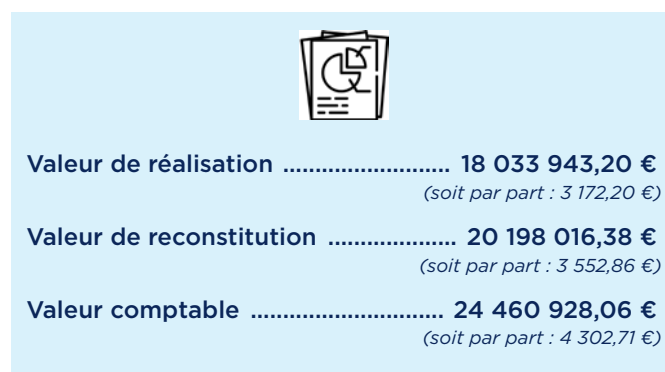 Valeur de réalisation .......................... 18 033 943,20 €
(soit par part : 3 172,20 €)
Valeur de reconstitution .................... 20 198 016,38 €
(soit par part : 3 552,86 €)
Valeur comptable .............................. 24 460 928,06 €
(soit par part : 4 302,71 €)